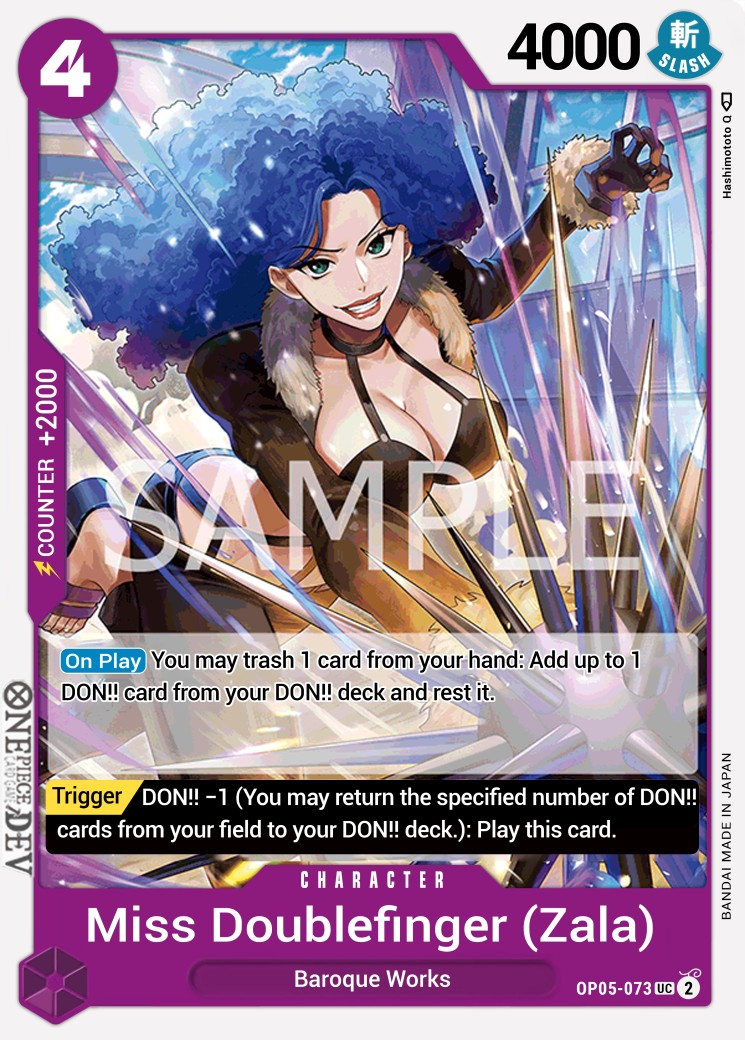 4
4000
斬
SLASH
Hashimototo Q
COUNTER +2000
SAMPLE
On Play You may trash 1 card from your hand: Add up to 1
DON!! card from your DON!! deck and rest it.
Trigger DON!! −1 (You may return the specified number of DON!!
cards from your field to your DON!! deck.): Play this card.
ONE PIECE
CARD GAME
.DEV
BANDAI MADE IN JAPAN
CHARACTER
Miss Doublefinger (Zala)
Baroque Works
OP05-073 UC 2